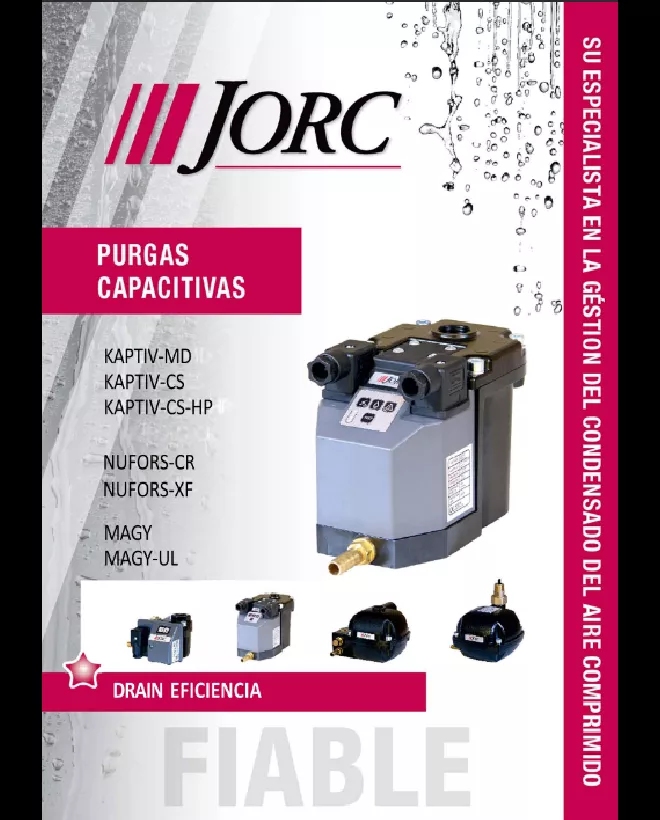 JORC
PURGAS
CAPACITIVAS
KAPTIV-MD
KAPTIV-CS
KAPTIV-CS-HP
NUFORS-CR
NUFORS-XF
MAGY
MAGY-UL
DRAIN EFICIENCIA
FIABLE
SU ESPECIALISTA EN LA GÉSTION DEL CONDENSADO DEL AIRE COMPRIMIDO